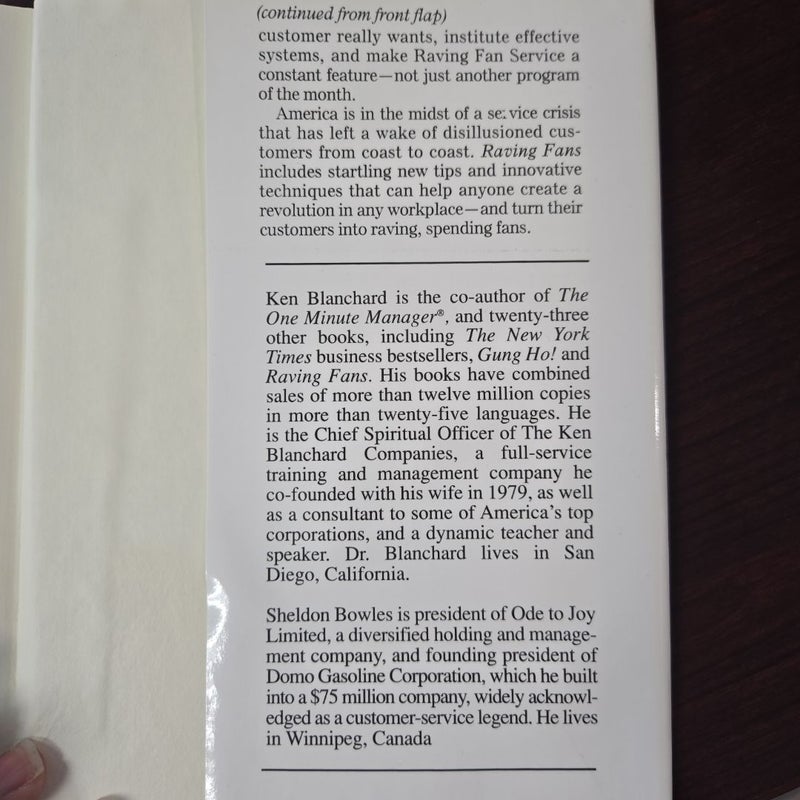 (continued from front flap)
customer really wants, institute effective
systems, and make Raving Fan Service a
constant feature—not just another program
of the month.
America is in the midst of a service crisis
that has left a wake of disillusioned cus-
tomers from coast to coast. Raving Fans
includes startling new tips and innovative
techniques that can help anyone create a
revolution in any workplace—and turn their
customers into raving, spending fans.
Ken Blanchard is the co-author of The
One Minute Manager®, and twenty-three
other books, including The New York
Times business bestsellers, Gung Ho! and
Raving Fans. His books have combined
sales of more than twelve million copies
in more than twenty-five languages. He
is the Chief Spiritual Officer of The Ken
Blanchard Companies, a full-service
training and management company he
co-founded with his wife in 1979, as well
as a consultant to some of America's top
corporations, and a dynamic teacher and
speaker. Dr. Blanchard lives in San
Diego, California.
Sheldon Bowles is president of Ode to Joy
Limited, a diversified holding and manage-
ment company, and founding president of
Domo Gasoline Corporation, which he built
into a $75 million company, widely acknowl-
edged as a customer-service legend. He lives
in Winnipeg, Canada